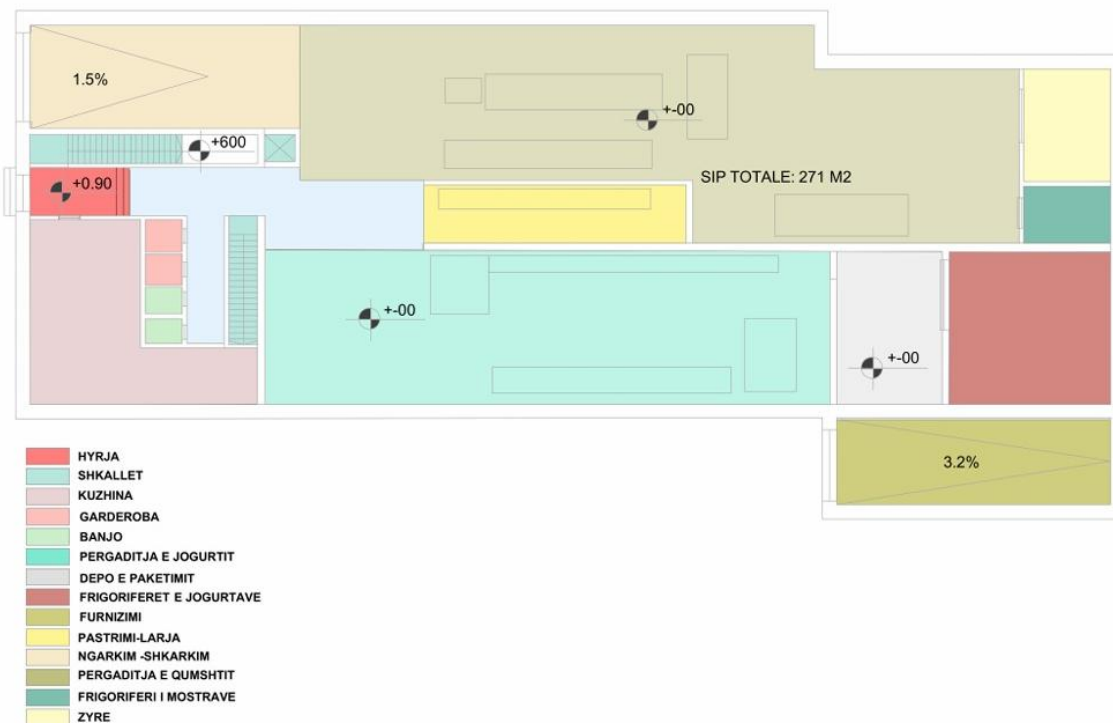 1.5%
+-00
+600
+0.90
SIP TOTALE: 271 M2
+-00
+-00
3.2%
HYRJA
SHKALLET
KUZHINA
GARDEROBA
BANJO
PERGADITJA E JOGURTIT
DEPO E PAKETIMIT
FRIGORIFERET E JOGURTAVE
FURNIZIMI
PASTRIMI-LARJA
NGARKIM -SHKARKIM
PERGADITJA E QUMSHTIT
FRIGORIFERI I MOSTRAVE
ZYRE